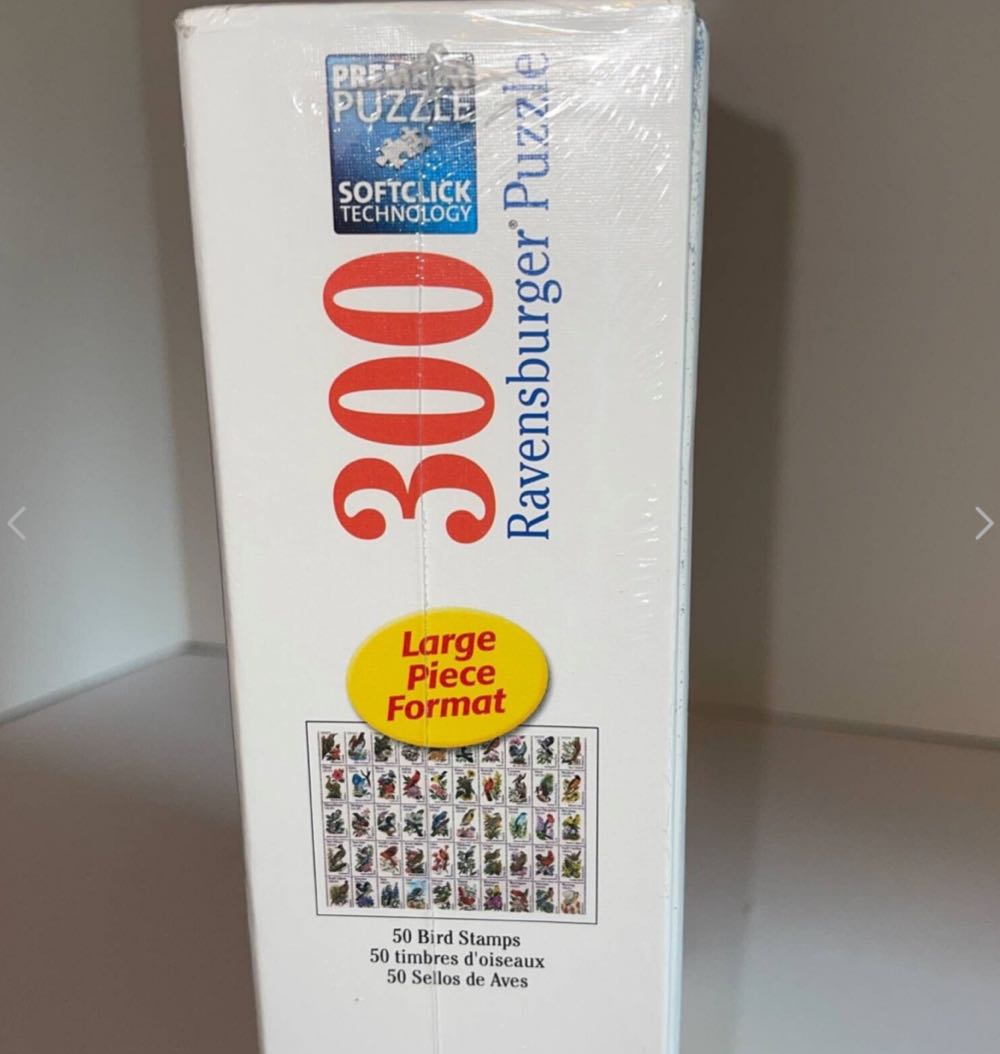 PREMIUM
PUZZLE
SOFTCLICK
TECHNOLOGY
300
Ravensburger® Puzzle
Large
Piece
Format
50 Bird Stamps
50 timbres d'oiseaux
50 Sellos de Aves